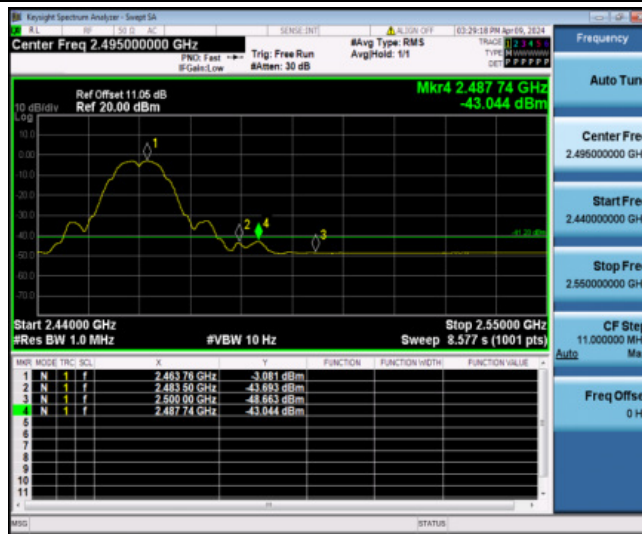 Keysight Spectrum Analyzer - Swept SA
RL RF 50 Ω AC SENSE:INT ALIGN OFF 03:29:18 PM Apr 09, 2024
Center Freq 2.495000000 GHz
PNO: Fast
IFGain:Low
Trig: Free Run
#Atten: 30 dB
#Avg Type: RMS
Avg|Hold: 1/1
TRACE 1 2 3 4 5 6
TYPE M WWWWW
DET P P P P P P
Ref Offset 11.05 dB
10 dB/div Ref 20.00 dBm
Log
Mkr4 2.487 74 GHz
-43.044 dBm
10.0
0.00
-10.0
-20.0
-30.0
-40.0
-50.0
-60.0
-70.0
1
2
4
3
-41.20 dBm
Start 2.44000 GHz Stop 2.55000 GHz
#Res BW 1.0 MHz #VBW 10 Hz Sweep 8.577 s (1001 pts)
MKR MODE TRC SCL X Y FUNCTION FUNCTION WIDTH FUNCTION VALUE
1 N 1 f 2.463 76 GHz -3.081 dBm
2 N 1 f 2.483 50 GHz -43.693 dBm
3 N 1 f 2.500 00 GHz -48.663 dBm
4 N 1 f 2.487 74 GHz -43.044 dBm
5
6
7
8
9
10
11
MSG STATUS
Frequency
Auto Tun
Center Fre
2.495000000 GH
Start Fre
2.440000000 GH
Stop Fre
2.550000000 GH
CF Ste
11.000000 MH
Auto Ma
Freq Offse
0 H